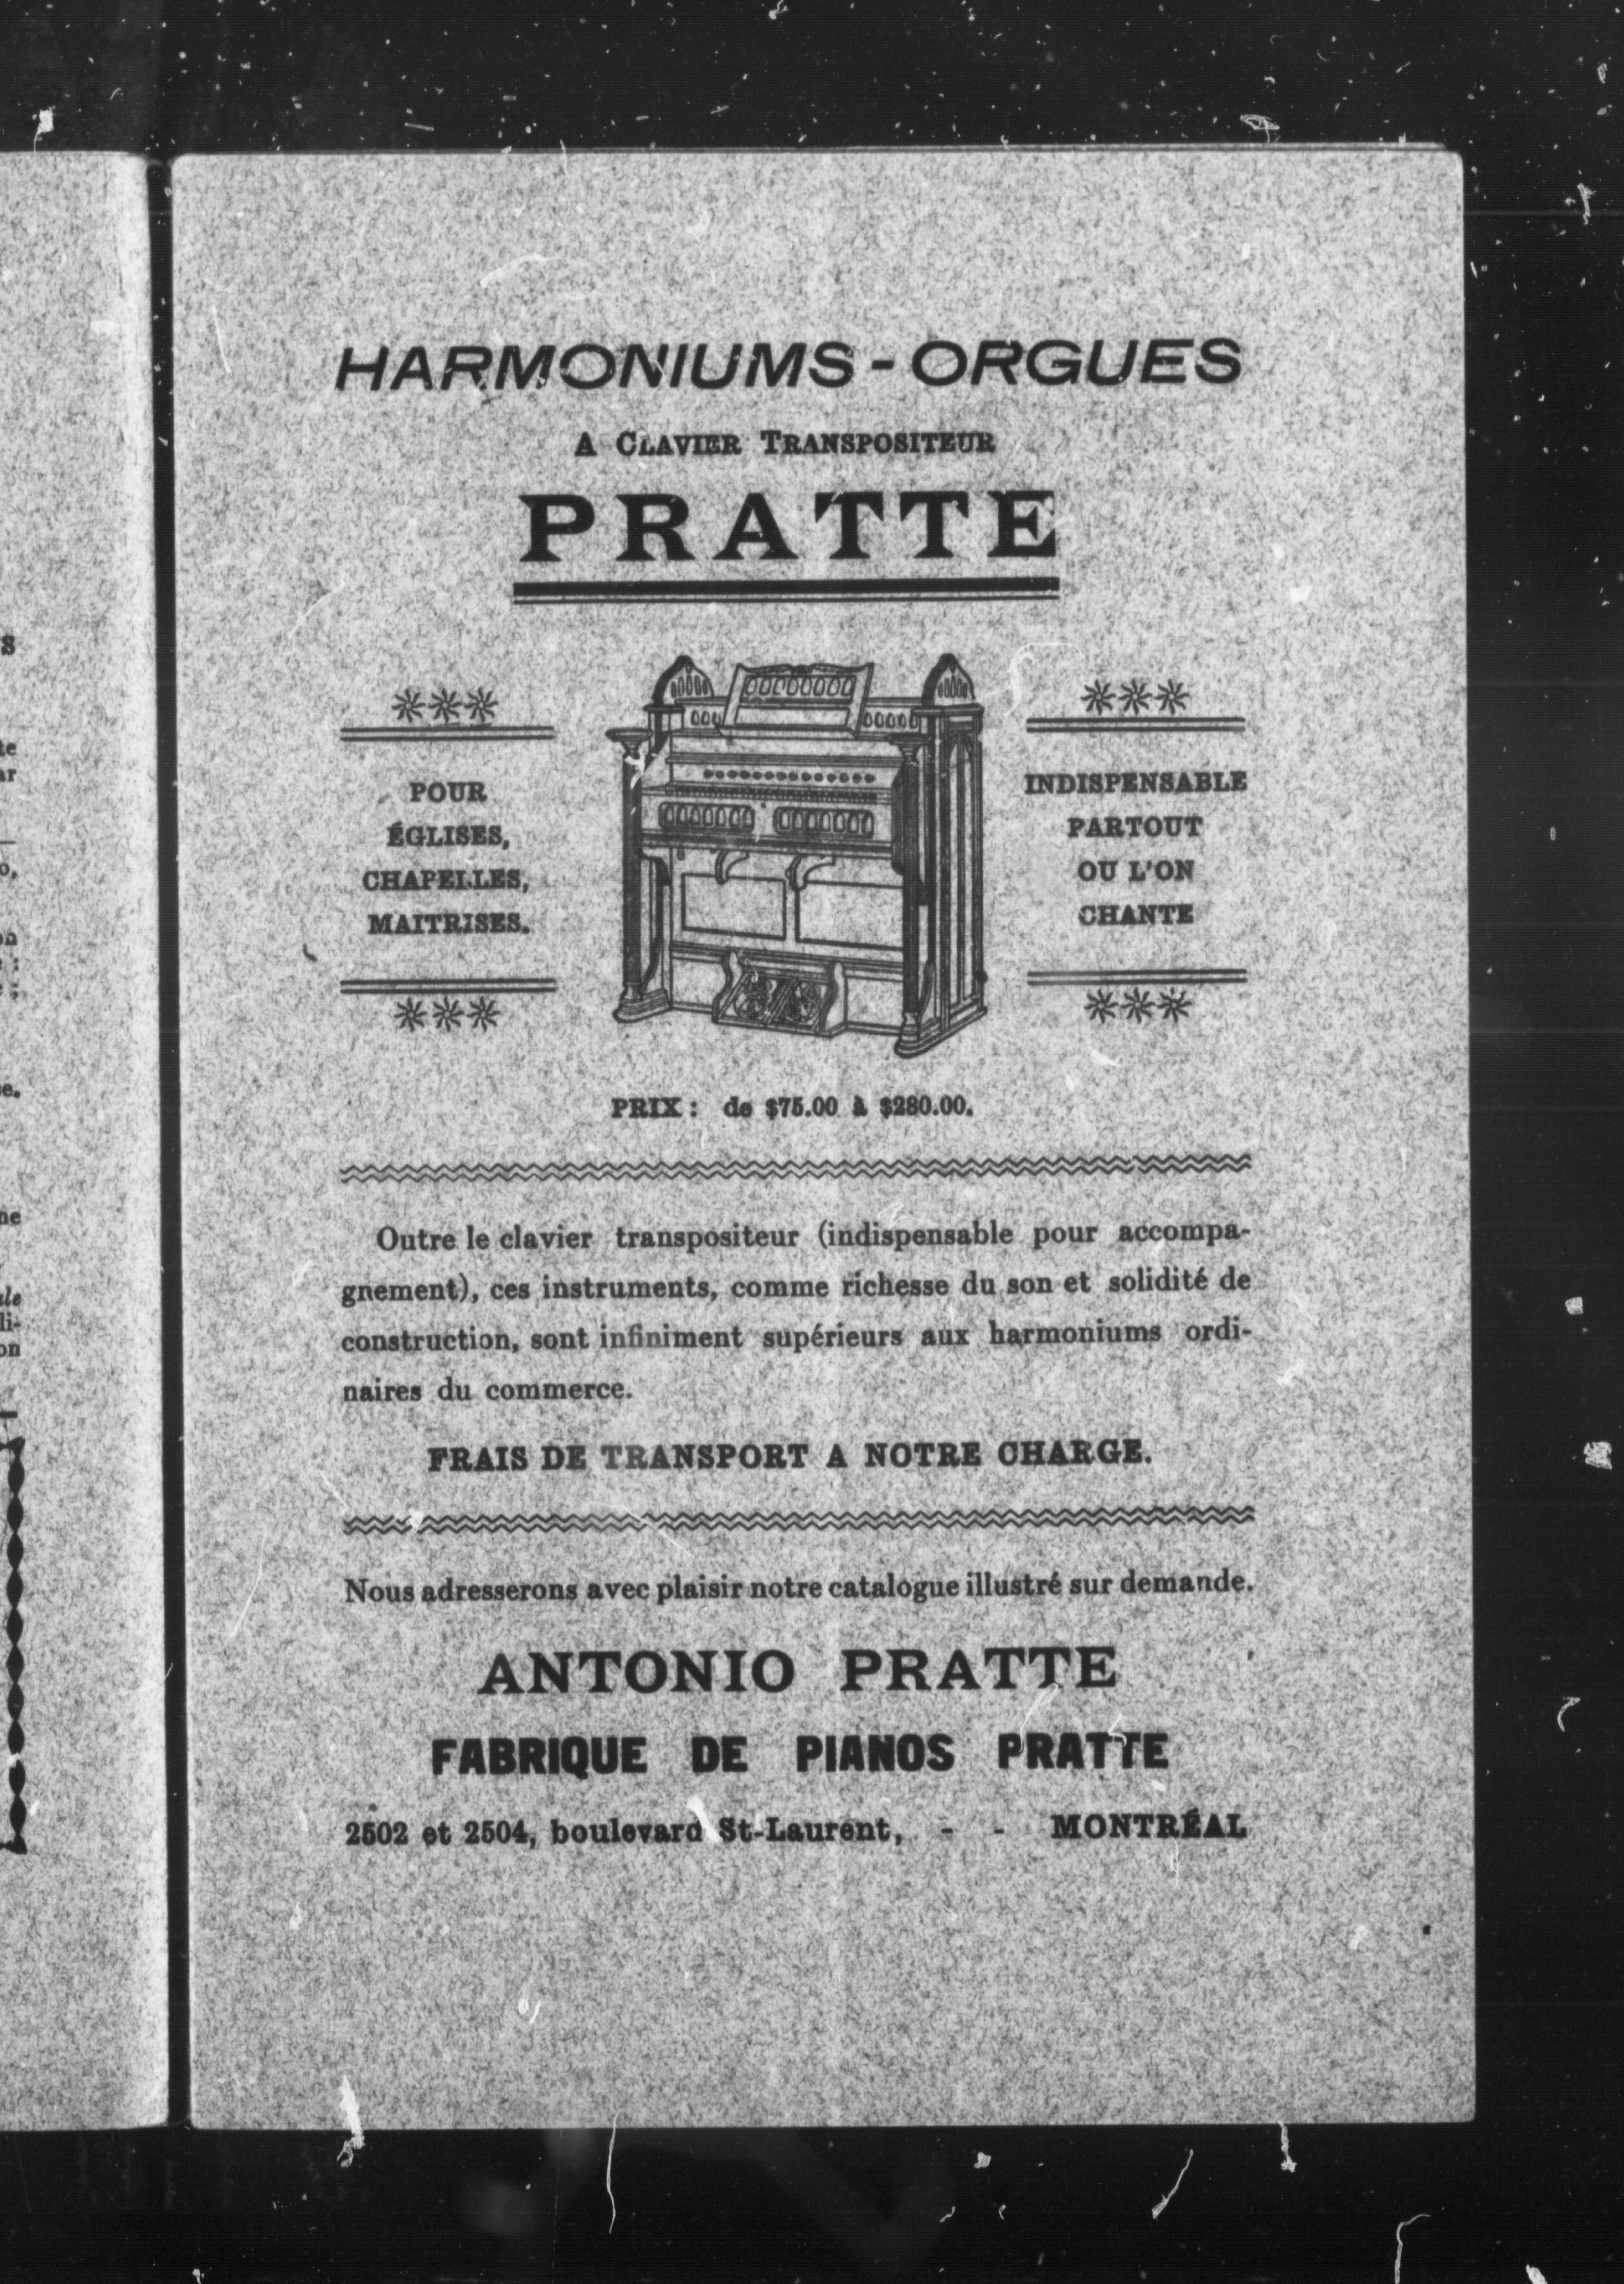 HARMONIUMS - ORGUES
A CLAVIER TRANSPOSITEUR
PRATTE
POUR
ÉGLISES,
CHAPELLES,
MAITRISES.
INDISPENSABLE
PARTOUT
OU L'ON
CHANTE
PRIX : de $75.00 à $280.00.
Outre le clavier transpositeur (indispensable pour accompa-
gnement), ces instruments, comme richesse du son et solidité de
construction, sont infiniment supérieurs aux harmoniums ordi-
naires du commerce.
FRAIS DE TRANSPORT A NOTRE CHARGE.
Nous adresserons avec plaisir notre catalogue illustré sur demande.
ANTONIO PRATTE
FABRIQUE DE PIANOS PRATTE
2502 et 2504, boulevard St-Laurent, - - MONTRÉAL